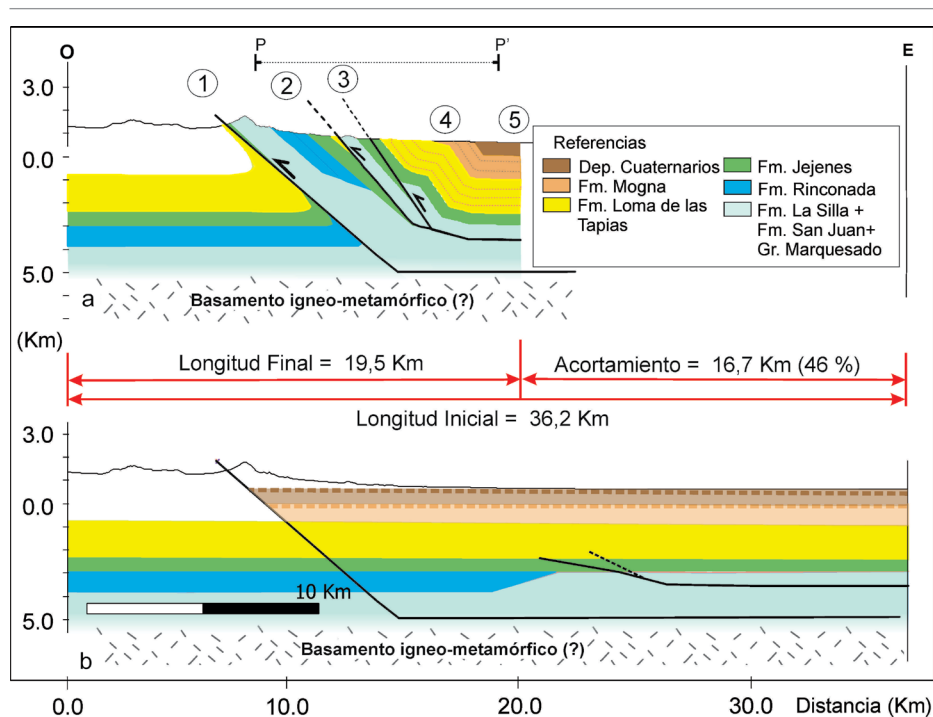 O
P
P'
E
1
2
3
4
5
3.0
0.0
5.0
(Km)
Referencias
Dep. Cuaternarios
Fm. Mogna
Fm. Loma de las
Tapias
Fm. Jejenes
Fm. Rinconada
Fm. La Silla +
Fm. San Juan+
Gr. Marquesado
a
Basamento igneo-metamórfico (?)
Longitud Final = 19,5 Km
Acortamiento = 16,7 Km (46 %)
Longitud Inicial = 36,2 Km
3.0
0.0
5.0
10 Km
b
Basamento igneo-metamórfico (?)
0.0
10.0
20.0
30.0
Distancia (Km)